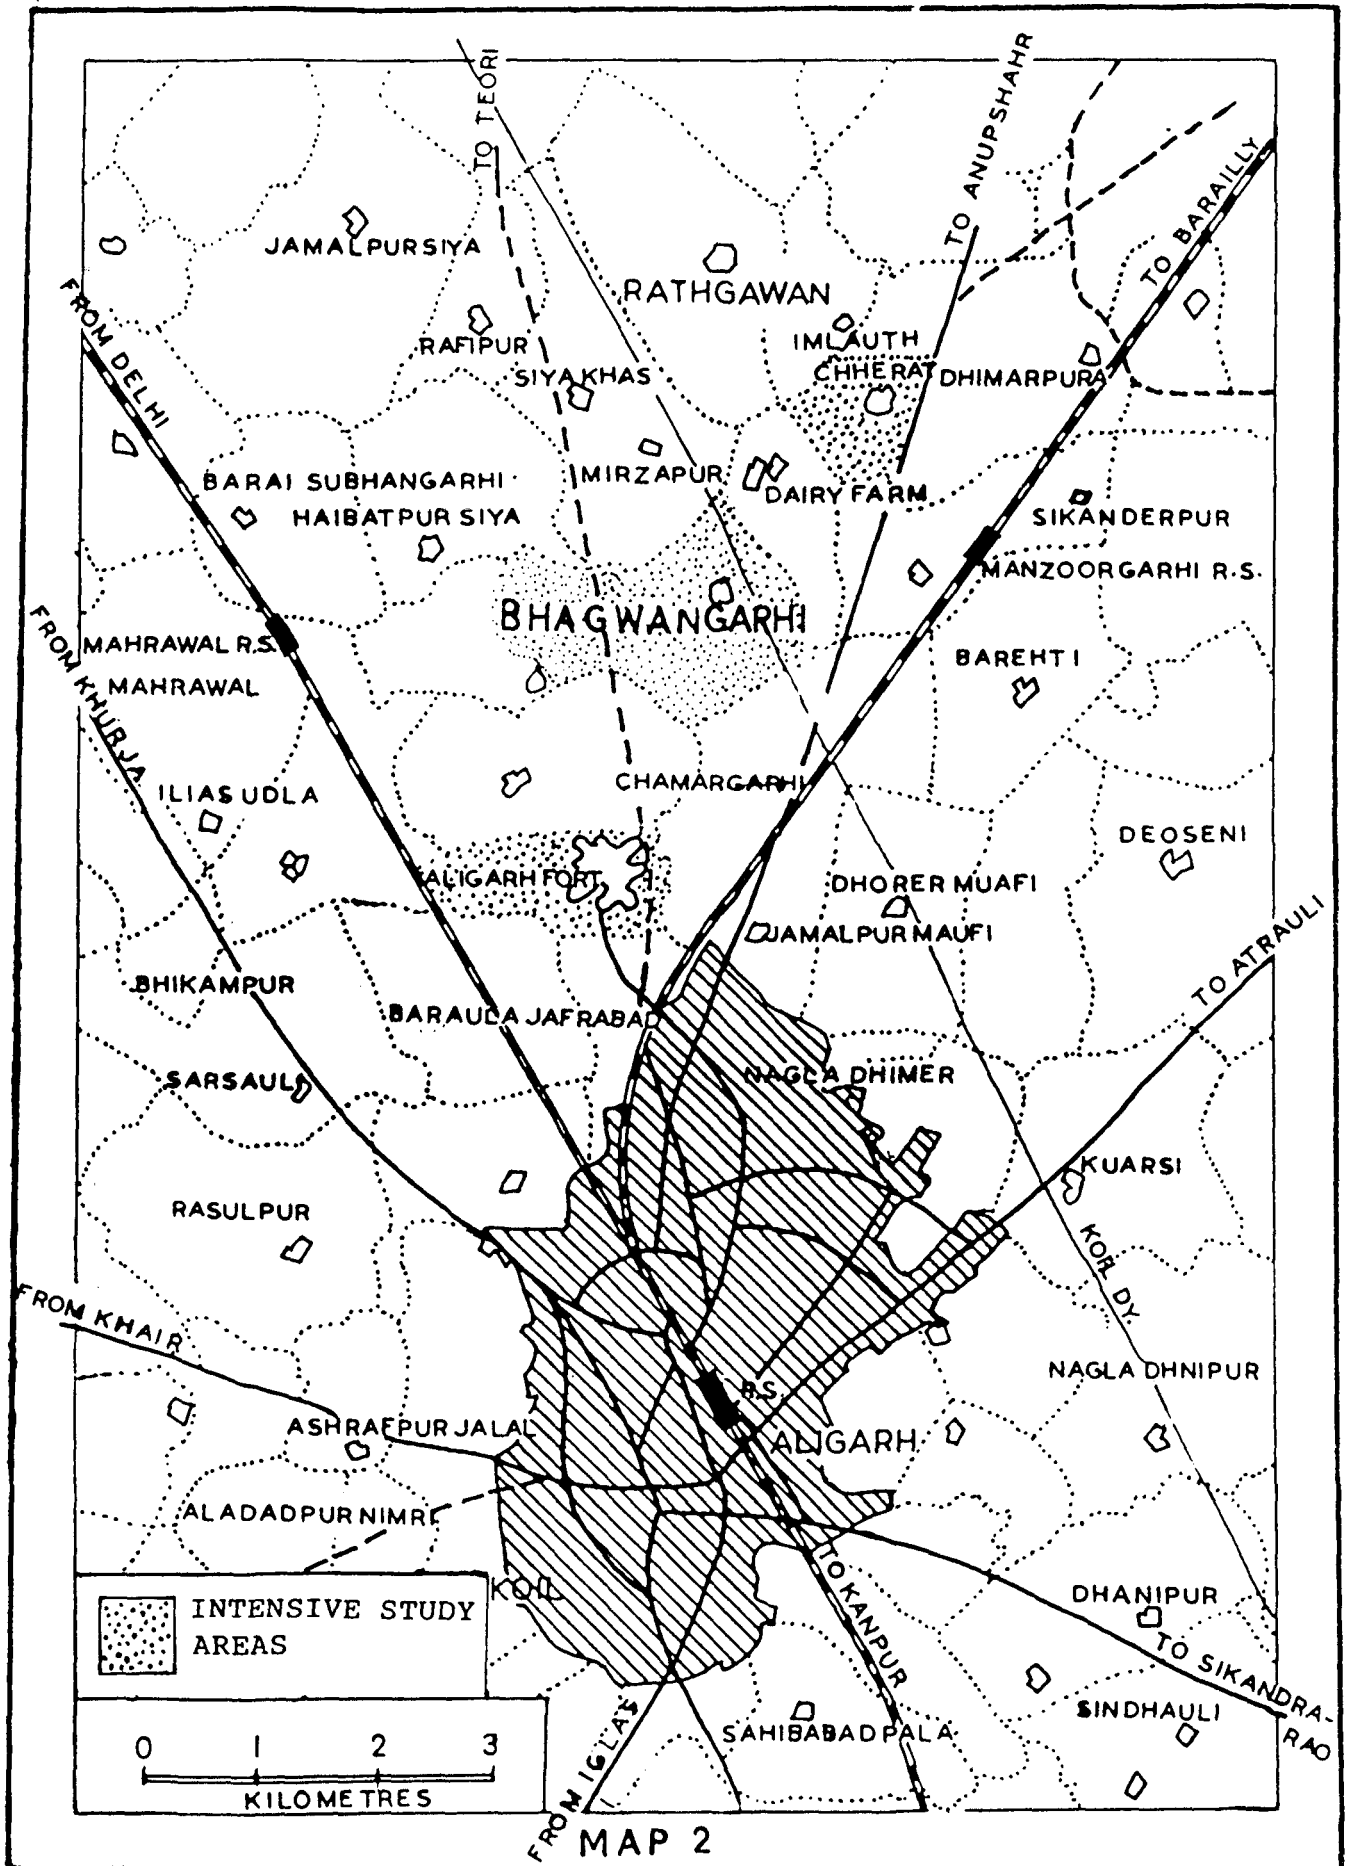 TO TEORI
TO ANUPSHAHR
TO BARAILLY
JAMALPURSIYA
RATHGAWAN
FROM DELHI
RAFIPUR
IMLAUTH
SIYAKHAS
CHHERAT
DHIMARPURA
BARAI SUBHANGARHI
MIRZAPUR
DAIRY FARM
HAIBATPUR SIYA
SIKANDERPUR
MANZOORGARHI R.S.
BHAGWANGARHI
FROM KHURJA
MAHRAWAL R.S.
BAREHTI
MAHRAWAL
CHAMARGARHI
ILIASUDLA
DEOSENI
ALIGARH FORT
DHORER MUAFI
JAMALPUR MAUFI
TO ATRAULI
BHIKAMPUR
BARAULA JAFRABAD
SARSAUL
NAGLA DHIMER
KUARSI
RASULPUR
KOR. DY.
FROM KHAIR
NAGLA DHNIPUR
R.S.
ASHRAFPUR JALAL
ALIGARH
ALADADPUR NIMRI
TO KANPUR
KOIL
DHANIPUR
INTENSIVE STUDY
AREAS
TO SIKANDRA-
RAO
SINDHAULI
SAHIBABAD PALA
FROM IGLAS
0 1 2 3
KILOMETRES
MAP 2